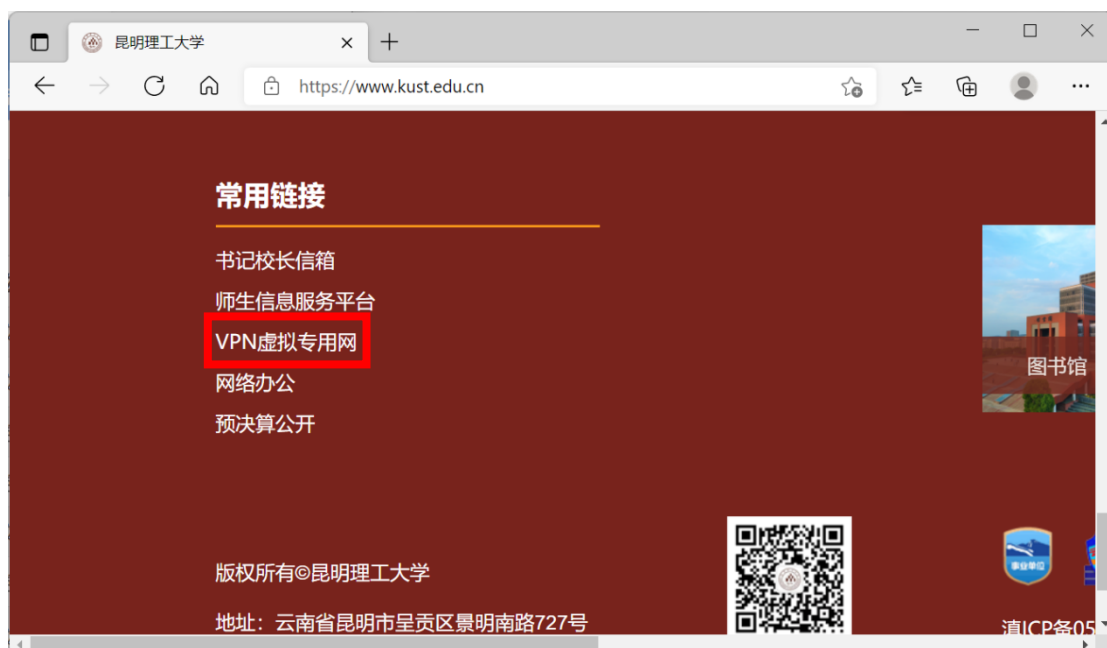 昆明理工大学
https://www.kust.edu.cn
常用链接
书记校长信箱
师生信息服务平台
VPN虚拟专用网
网络办公
预决算公开
图书馆
版权所有©昆明理工大学
地址：云南省昆明市呈贡区景明南路727号
事业单位
滇ICP备05